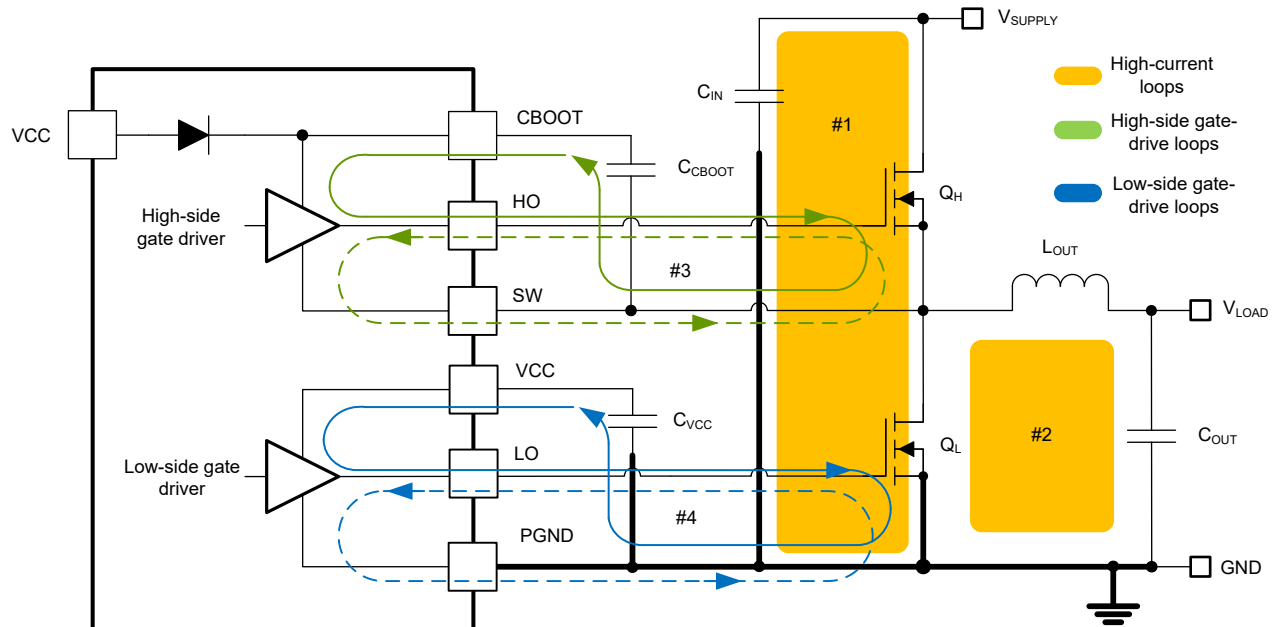 VSUPPLY
High-current
loops
High-side gate-
drive loops
Low-side gate-
drive loops
CIN
#1
VCC
CBOOT
CCBOOT
HO
QH
High-side
gate driver
#3
LOUT
SW
VLOAD
VCC
CVCC
#2
COUT
QL
LO
Low-side gate
driver
#4
PGND
GND